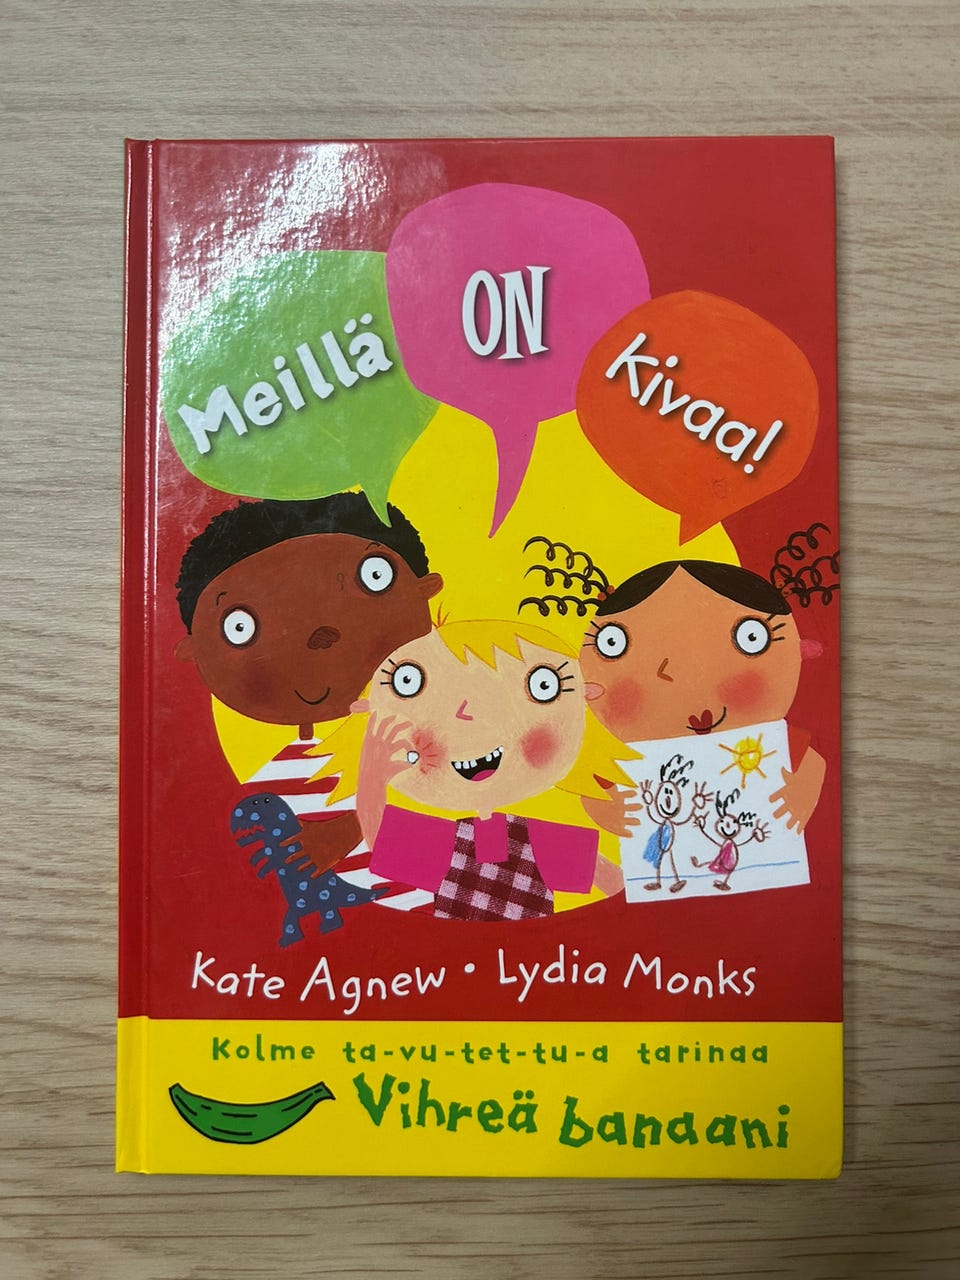 Meillä ON kivaa!
Kate Agnew • Lydia Monks
Kolme ta-vu-tet-tu-a tarinaa
Vihreä banaani